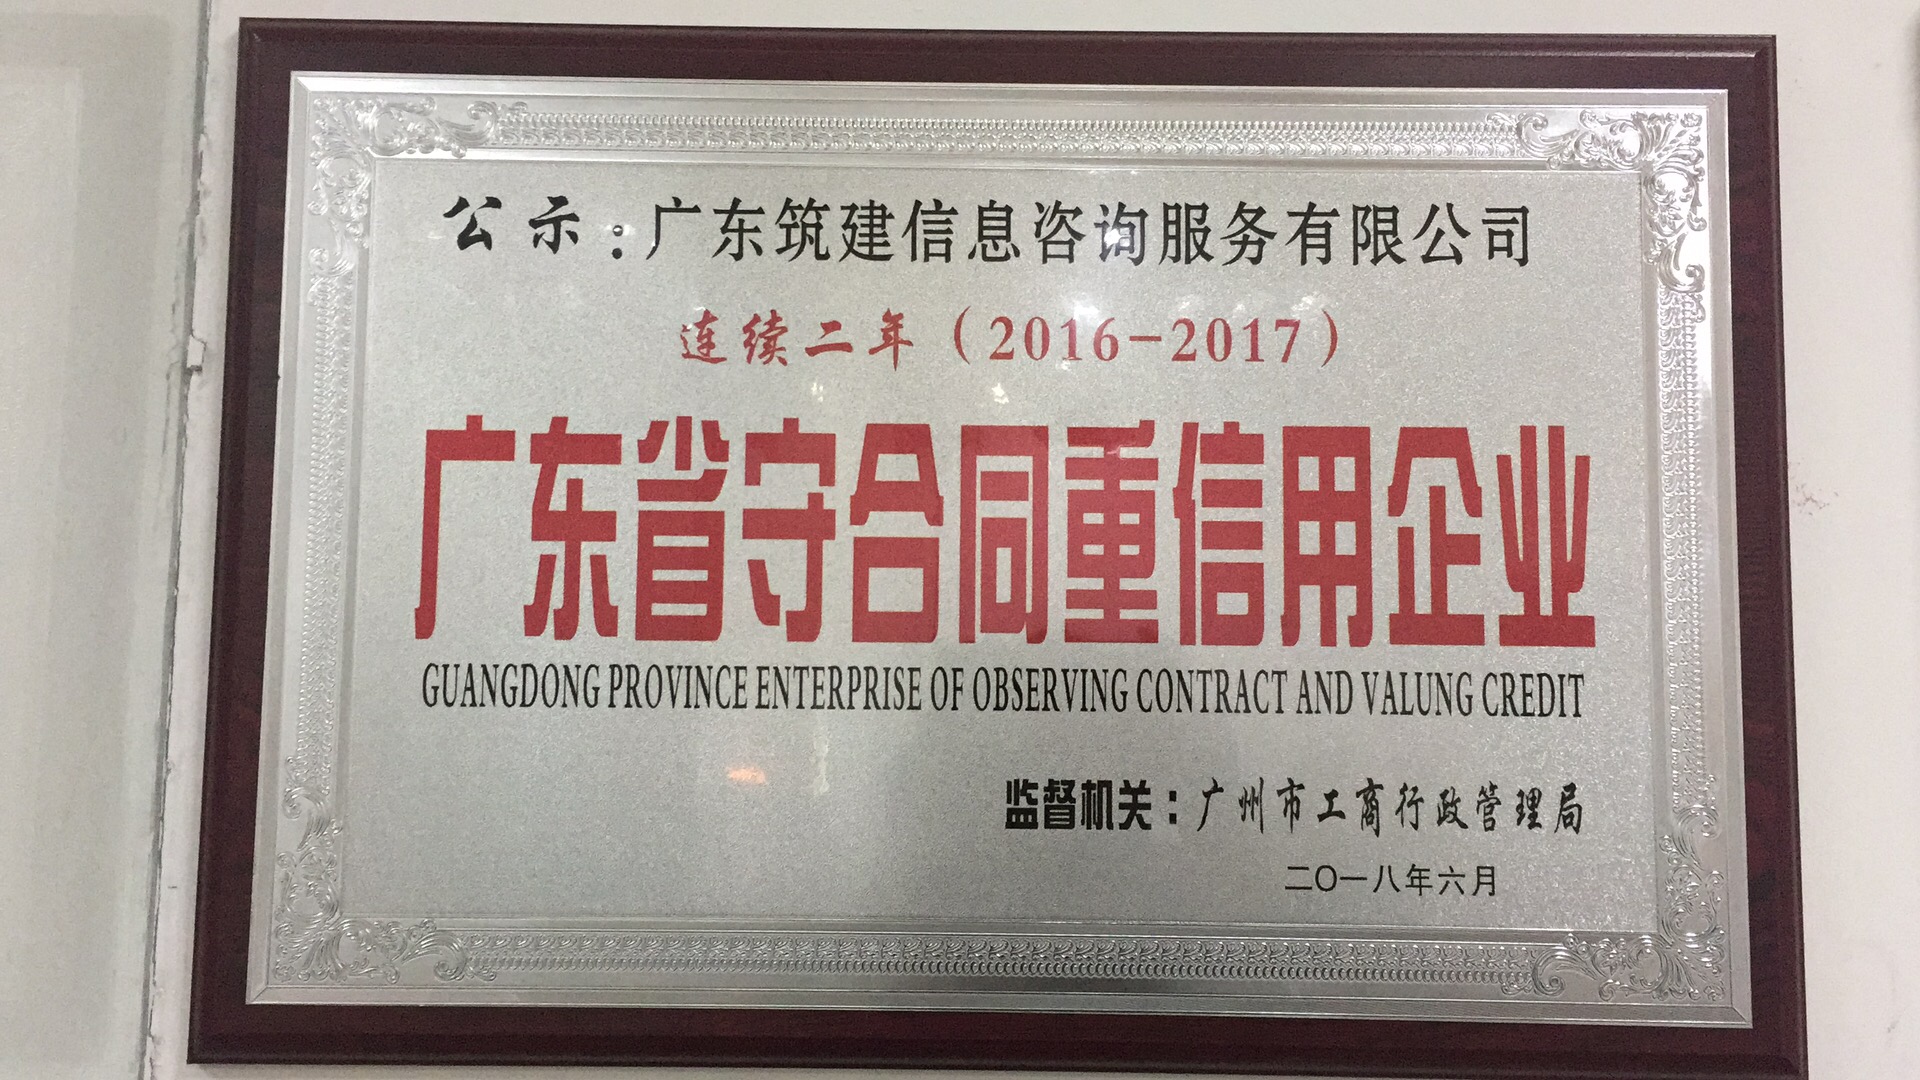 公示：广东筑建信息咨询服务有限公司
连续二年（2016-2017）
广东省守合同重信用企业
GUANGDONG PROVINCE ENTERPRISE OF OBSERVING CONTRACT AND VALUNG CREDIT
监督机关：广州市工商行政管理局
二〇一八年六月